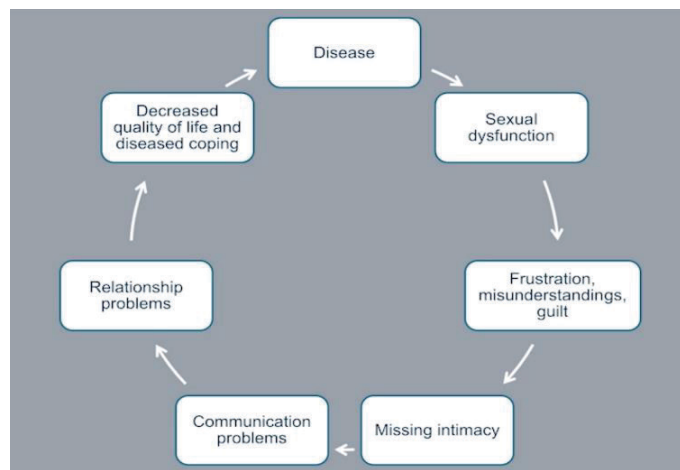 Disease
Sexual
dysfunction
Frustration,
misunderstandings,
guilt
Missing intimacy
Communication
problems
Relationship
problems
Decreased
quality of life and
diseased coping